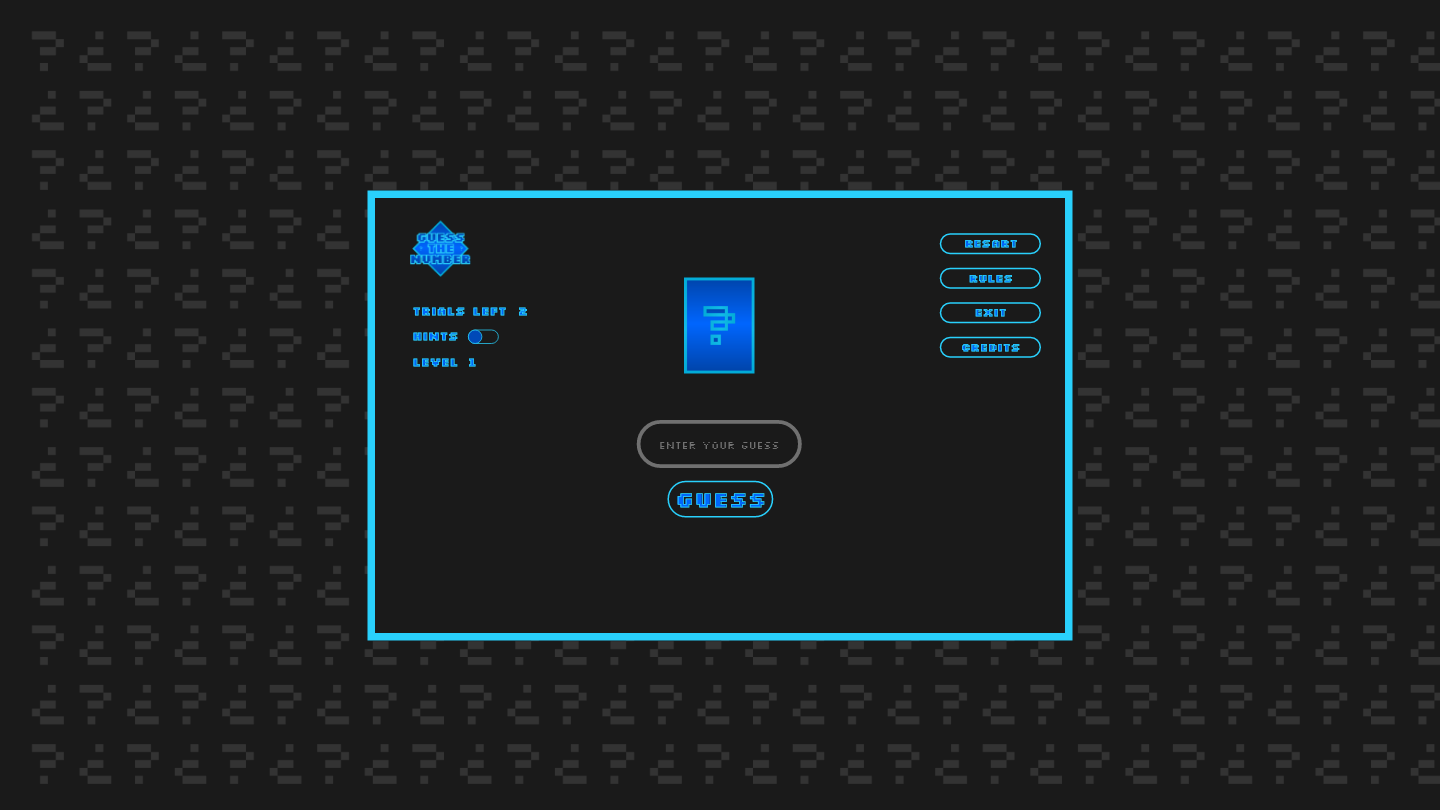 GUESS
THE
NUMBER
TRIALS LEFT 2
HINTS
LEVEL 1
?
ENTER YOUR GUESS
GUESS
RESART
RULES
EXIT
CREDITS